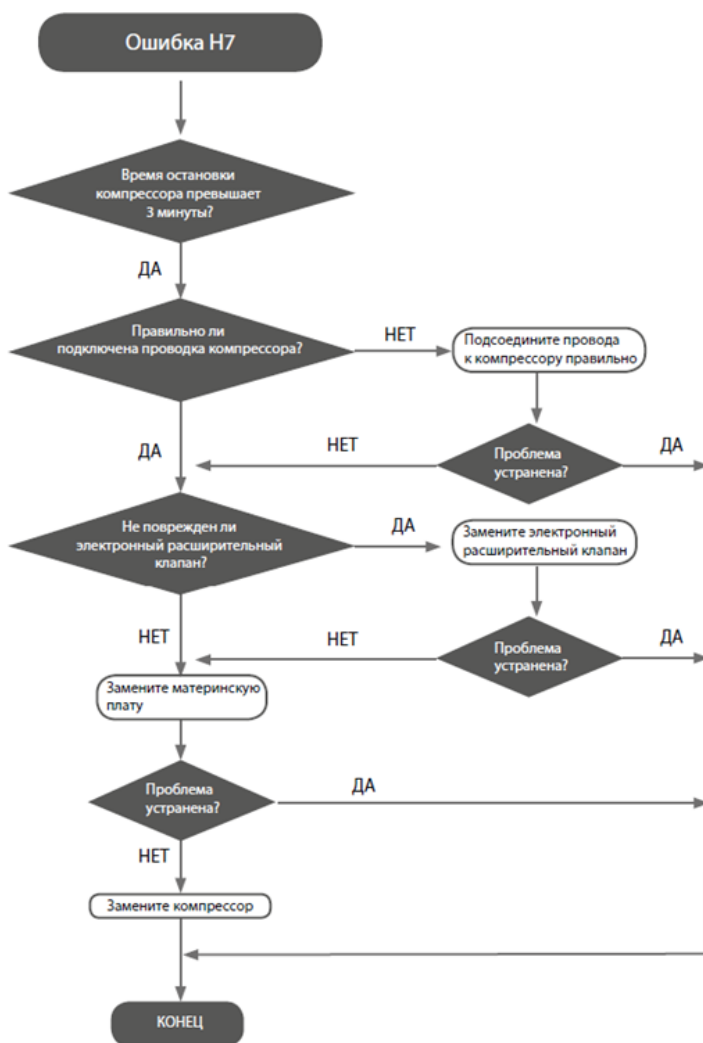 Ошибка H7
Время остановки
компрессора превышает
3 минуты?
ДА
Правильно ли
подключена проводка компрессора?
НЕТ
Подсоедините провода
к компрессору правильно
ДА
НЕТ
Проблема
устранена?
ДА
Не поврежден ли
электронный расширительный
клапан?
ДА
Замените электронный
расширительный клапан
НЕТ
НЕТ
Проблема
устранена?
ДА
Замените материнскую
плату
Проблема
устранена?
ДА
НЕТ
Замените компрессор
КОНЕЦ